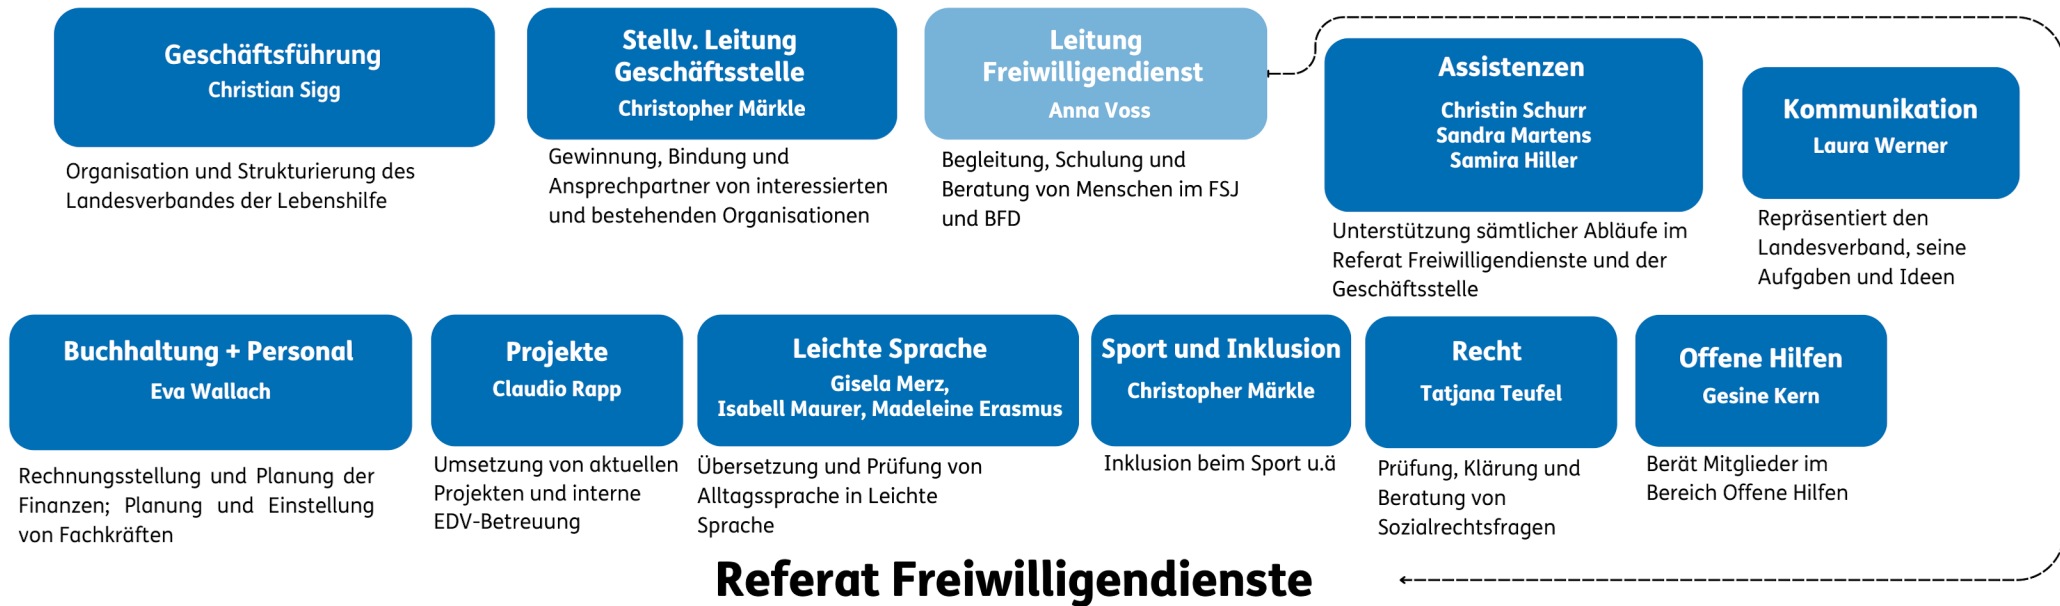 Geschäftsführung
Christian Sigg
Organisation und Strukturierung des
Landesverbandes der Lebenshilfe
Stellv. Leitung
Geschäftsstelle
Christopher Märkle
Gewinnung, Bindung und
Ansprechpartner von interessierten
und bestehenden Organisationen
Leitung
Freiwilligendienst
Anna Voss
Begleitung, Schulung und
Beratung von Menschen im FSJ
und BFD
Assistenzen
Christin Schurr
Sandra Martens
Samira Hiller
Unterstützung sämtlicher Abläufe im
Referat Freiwilligendienste und der
Geschäftsstelle
Kommunikation
Laura Werner
Repräsentiert den
Landesverband, seine
Aufgaben und Ideen
Buchhaltung + Personal
Eva Wallach
Rechnungsstellung und Planung der
Finanzen; Planung und Einstellung
von Fachkräften
Projekte
Claudio Rapp
Umsetzung von aktuellen
Projekten und interne
EDV-Betreuung
Leichte Sprache
Gisela Merz,
Isabell Maurer, Madeleine Erasmus
Übersetzung und Prüfung von
Alltagssprache in Leichte
Sprache
Sport und Inklusion
Christopher Märkle
Inklusion beim Sport u.ä
Recht
Tatjana Teufel
Prüfung, Klärung und
Beratung von
Sozialrechtsfragen
Offene Hilfen
Gesine Kern
Berät Mitglieder im
Bereich Offene Hilfen
Referat Freiwilligendienste